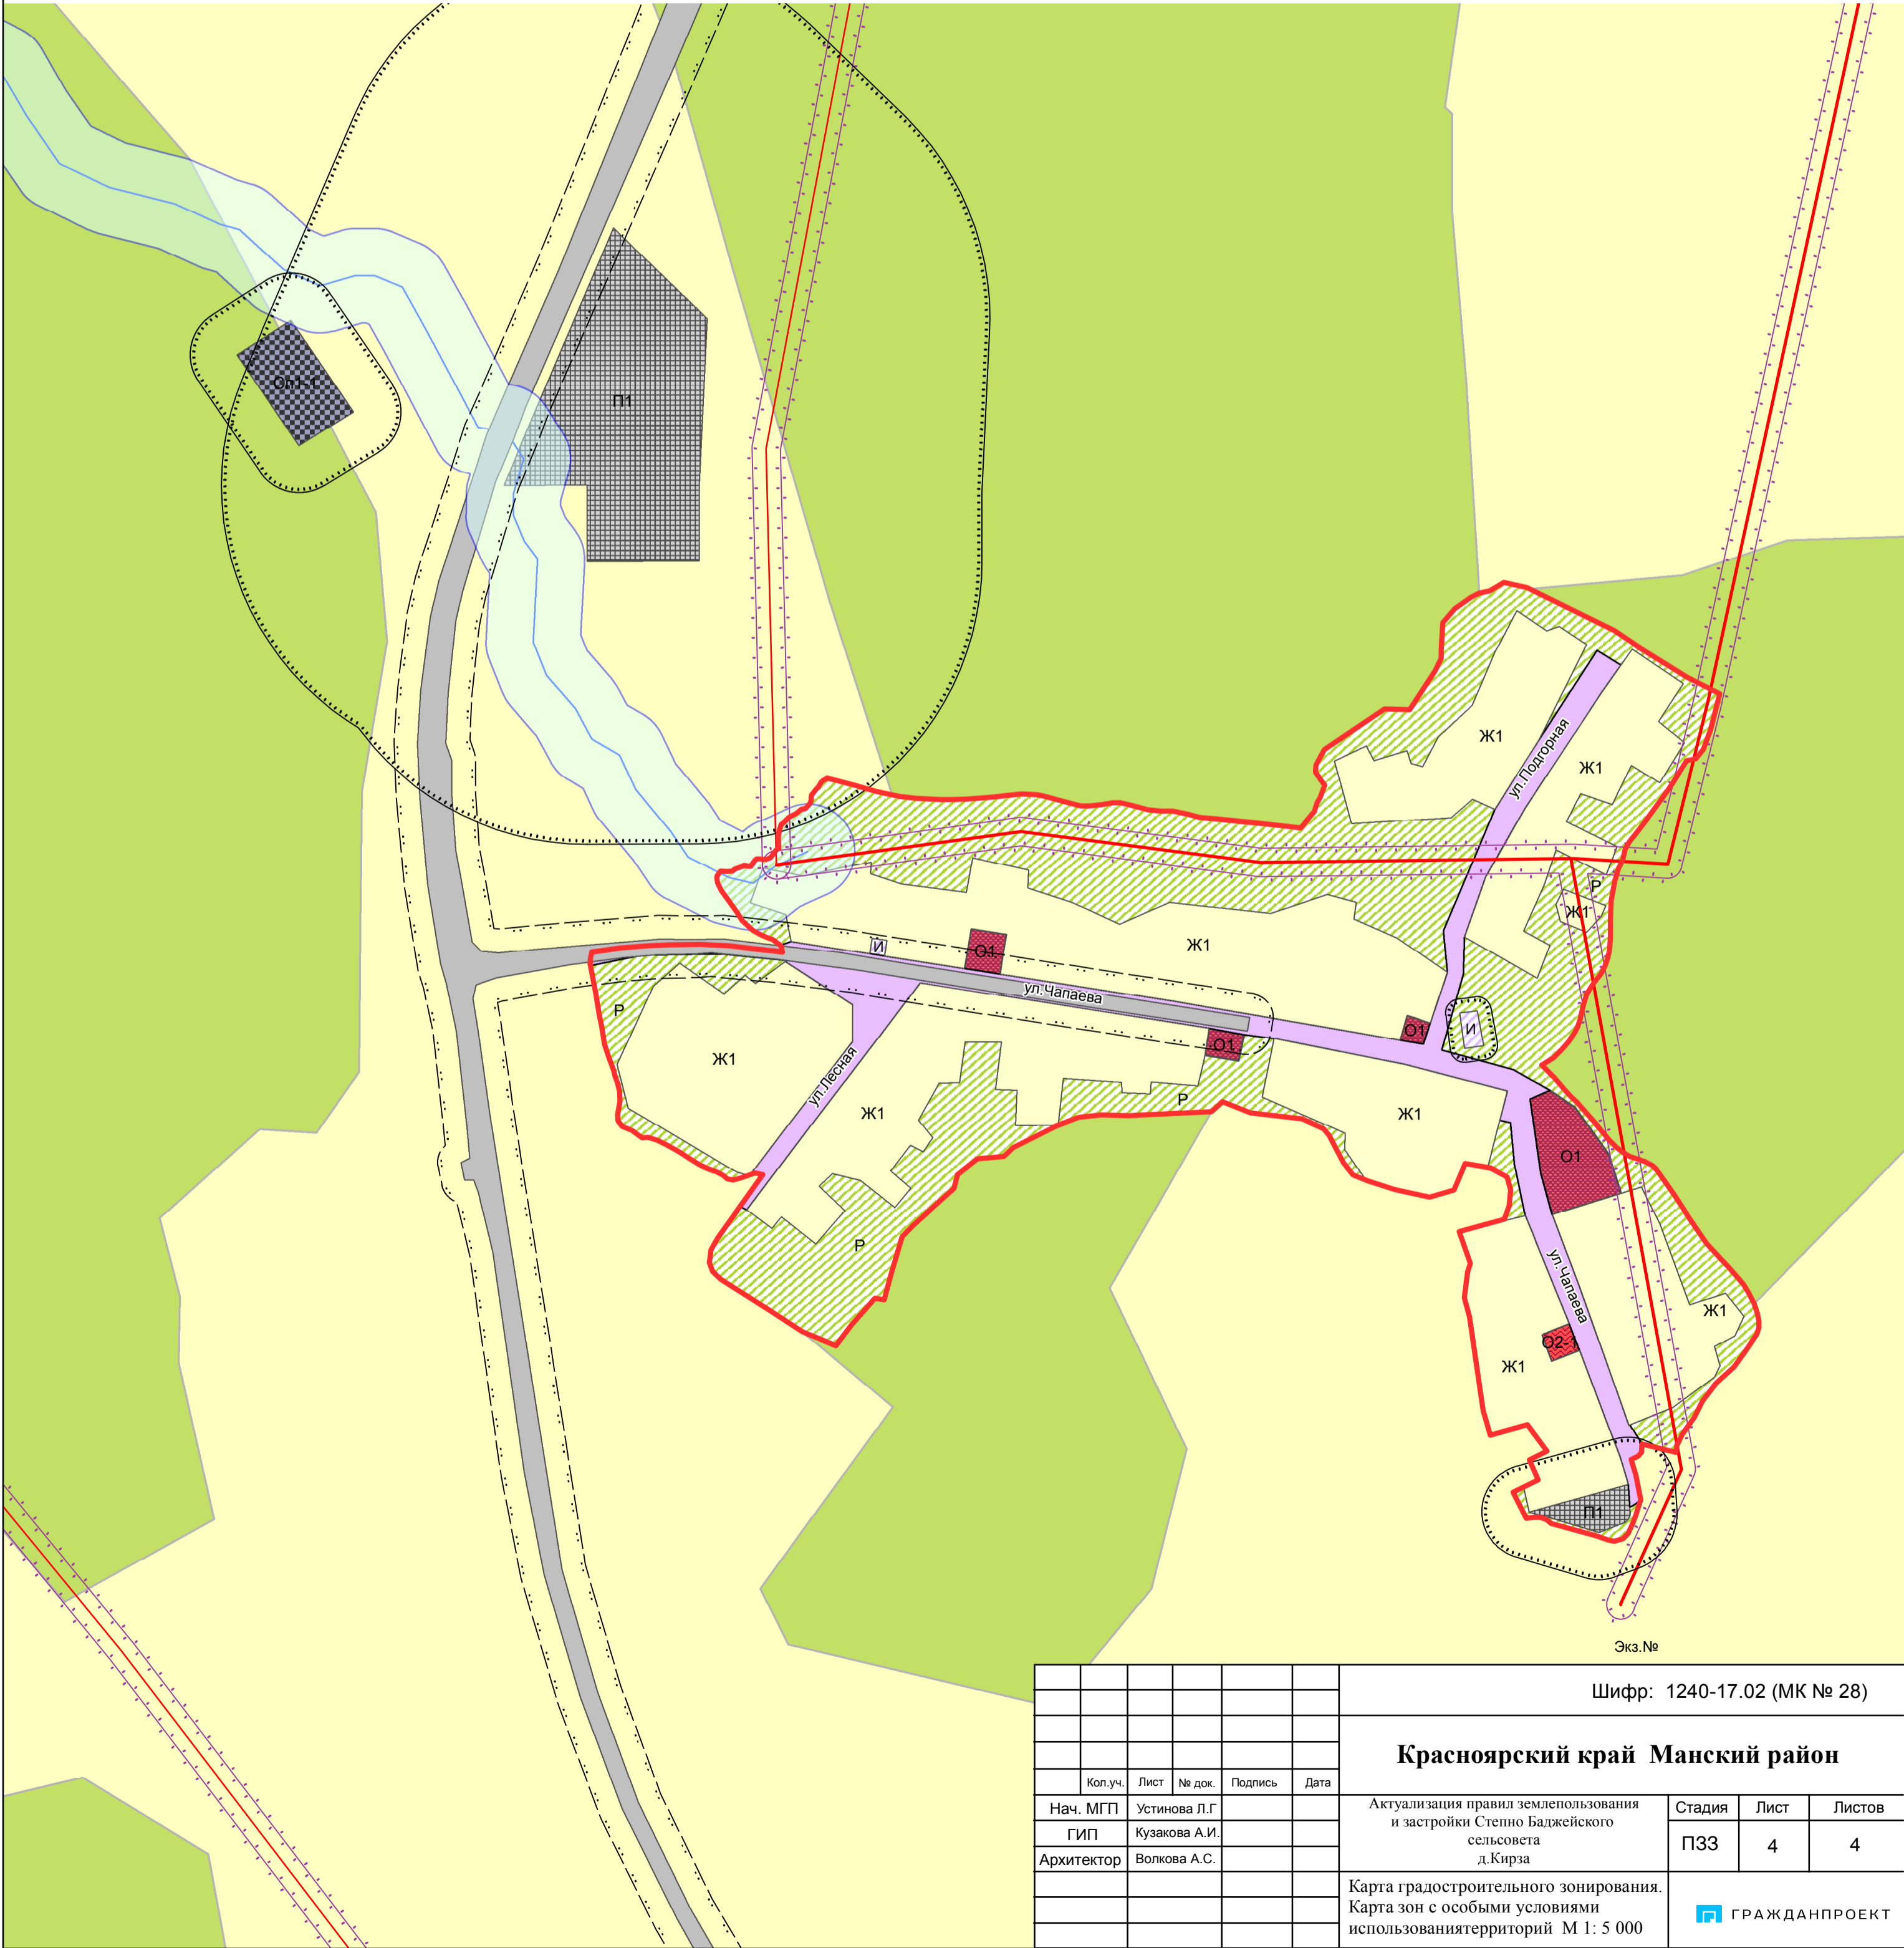 П1
Ж1
ул.Подгорная
Ж1
Р
Ж1
И
О1
Ж1
ул.Чапаева
О1
И
О1
Р
Ж1
ул.Лесная
Ж1
Р
Ж1
О1
Р
ул.Чапаева
Ж1
О2-1
Ж1
П1
Экз.№
Шифр: 1240-17.02 (МК № 28)
Красноярский край Манский район
Кол.уч. Лист № док. Подпись Дата
Нач. МГП Устинова Л.Г
ГИП Кузакова А.И.
Архитектор Волкова А.С.
Актуализация правил землепользования
и застройки Степно Баджейского
сельсовета
д.Кирза
Стадия Лист Листов
ПЗЗ 4 4
Карта градостроительного зонирования.
Карта зон с особыми условиями
использованиятерриторий М 1: 5 000
ГРАЖДАНПРОЕКТ